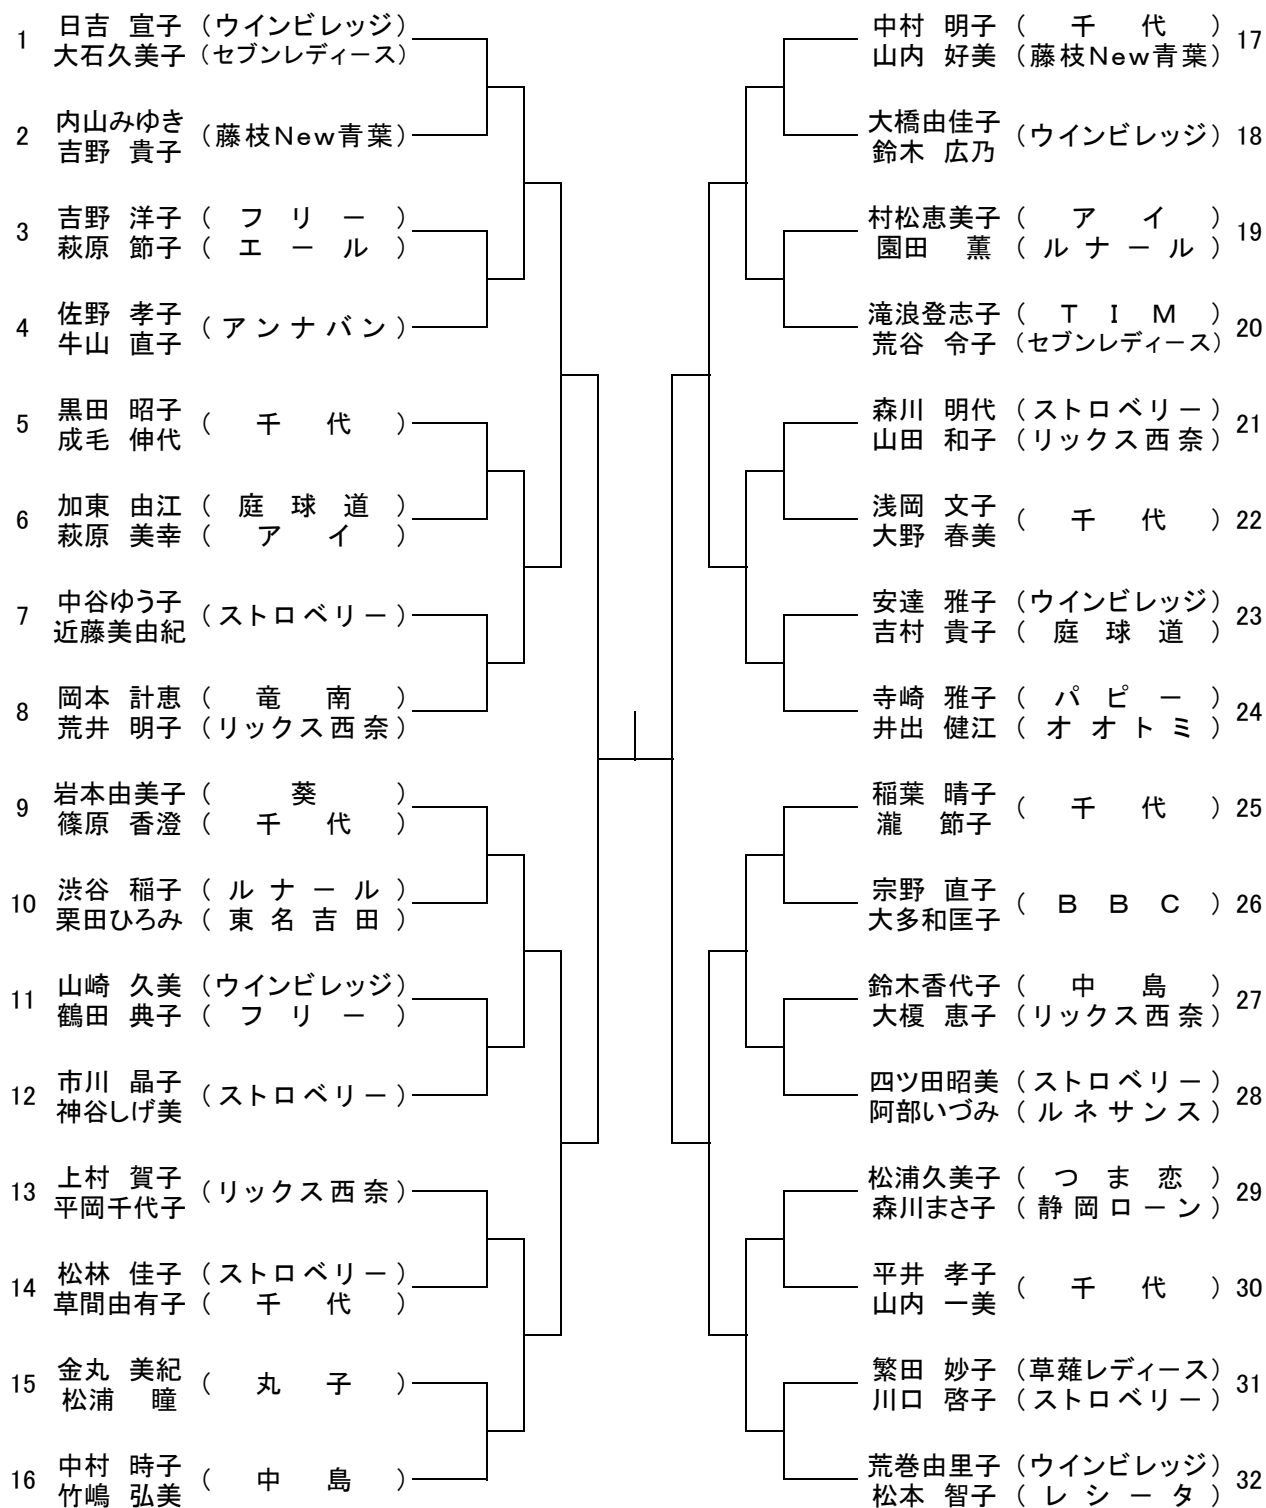 1 日吉 宣子 (ウインビレッジ)
大石久美子 (セブンレディース)
2 内山みゆき (藤枝New青葉)
吉野 貴子
3 吉野 洋子 (フリー)
萩原 節子 (エール)
4 佐野 孝子 (アンナバン)
牛山 直子
5 黒田 昭子 (千代)
成毛 伸代
6 加東 由江 (庭球道)
萩原 美幸 (アイ)
7 中谷ゆう子 (ストロベリー)
近藤美由紀
8 岡本 計恵 (竜南)
荒井 明子 (リックス西奈)
9 岩本由美子 (葵)
篠原 香澄 (千代)
10 渋谷 稲子 (ルナール)
栗田ひろみ (東名吉田)
11 山崎 久美 (ウインビレッジ)
鶴田 典子 (フリー)
12 市川 晶子 (ストロベリー)
神谷しげ美
13 上村 賀子 (リックス西奈)
平岡千代子
14 松林 佳子 (ストロベリー)
草間由有子 (千代)
15 金丸 美紀 (丸子)
松浦 瞳
16 中村 時子 (中島)
竹嶋 弘美
中村 明子 (千代) 17
山内 好美 (藤枝New青葉)
大橋由佳子 (ウインビレッジ) 18
鈴木 広乃
村松恵美子 (アイ) 19
園田 薫 (ルナール)
滝浪登志子 (TIM) 20
荒谷 令子 (セブンレディース)
森川 明代 (ストロベリー) 21
山田 和子 (リックス西奈)
浅岡 文子 (千代) 22
大野 春美
安達 雅子 (ウインビレッジ) 23
吉村 貴子 (庭球道)
寺崎 雅子 (パピー) 24
井出 健江 (オオトミ)
稲葉 晴子 (千代) 25
瀧 節子
宗野 直子 (BBC) 26
大多和匡子
鈴木香代子 (中島) 27
大榎 恵子 (リックス西奈)
四ツ田昭美 (ストロベリー) 28
阿部いづみ (ルネサンス)
松浦久美子 (つま恋) 29
森川まさ子 (静岡ローン)
平井 孝子 (千代) 30
山内 一美
繁田 妙子 (草薙レディース) 31
川口 啓子 (ストロベリー)
荒巻由里子 (ウインビレッジ) 32
松本 智子 (レシータ)